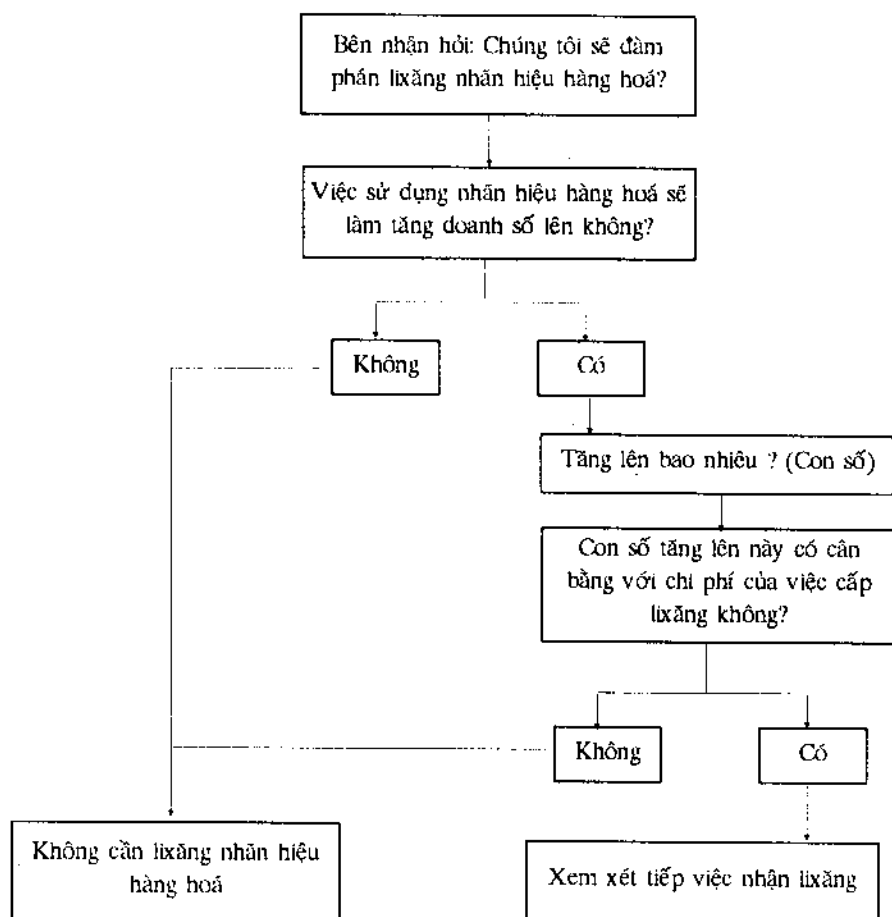 Bên nhận hỏi: Chúng tôi sẽ đàm
phán lixăng nhãn hiệu hàng hoá?
Việc sử dụng nhãn hiệu hàng hoá sẽ
làm tăng doanh số lên không?
Không
Có
Tăng lên bao nhiêu ? (Con số)
Con số tăng lên này có cân
bằng với chi phí của việc cấp
lixăng không?
Không
Có
Không cần lixăng nhãn hiệu
hàng hoá
Xem xét tiếp việc nhận lixăng